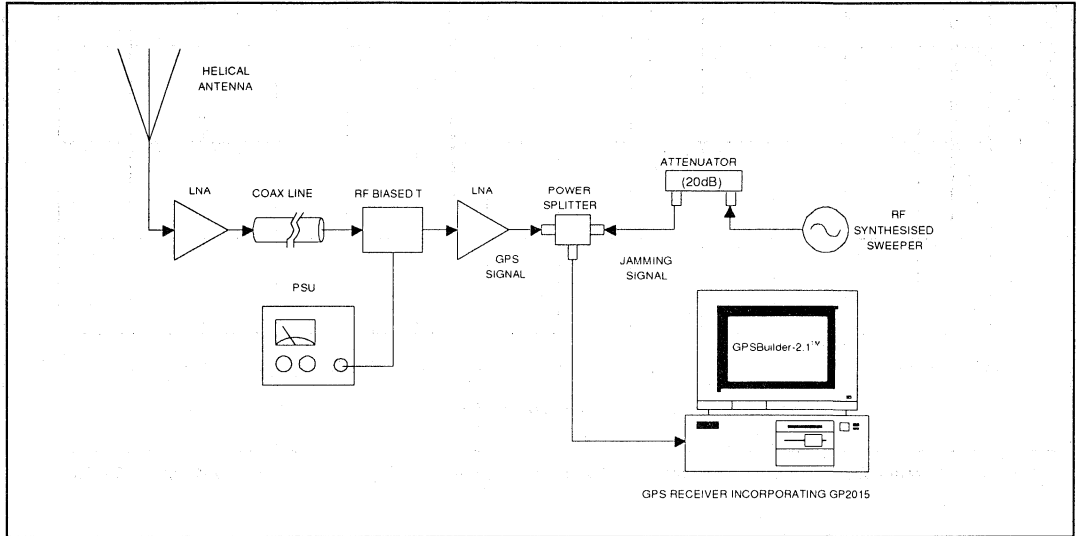 HELICAL
ANTENNA
LNA
COAX LINE
RF BIASED T
LNA
POWER
SPLITTER
ATTENUATOR
(20dB)
RF
SYNTHESISED
SWEEPER
GPS
SIGNAL
JAMMING
SIGNAL
PSU
GPSBuilder-2.1™
GPS RECEIVER INCORPORATING GP2015